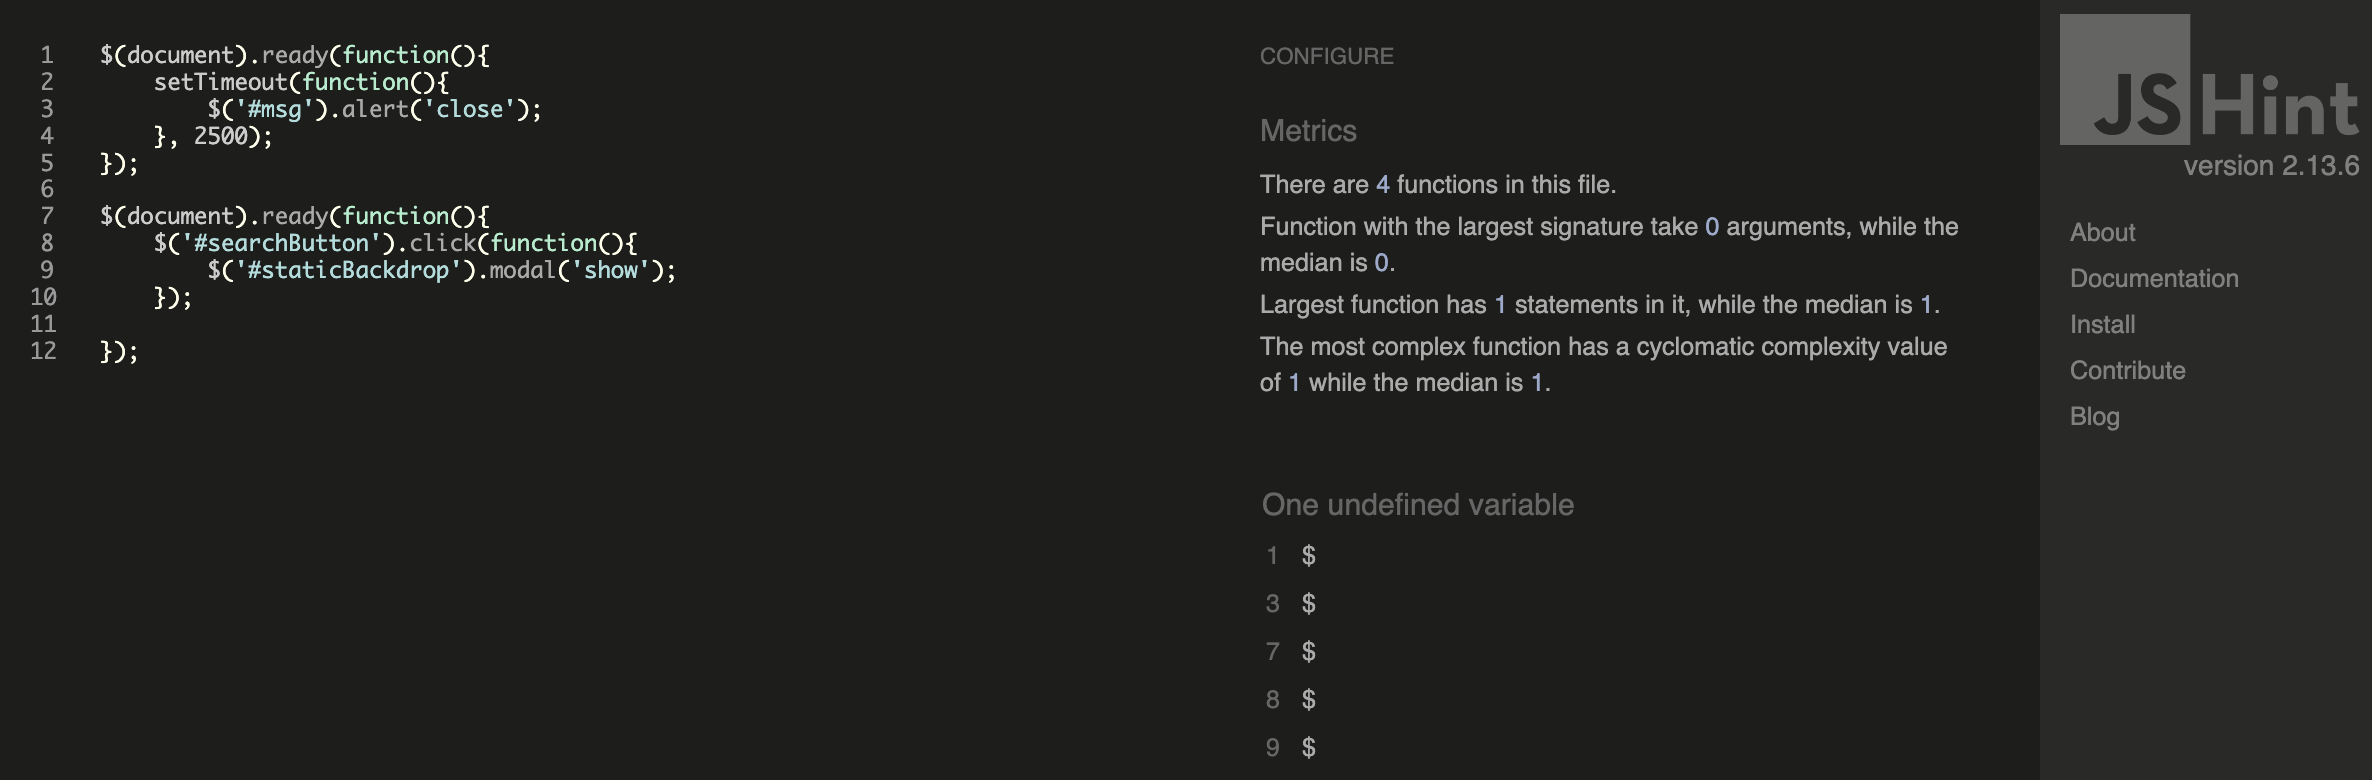 1 $(document).ready(function(){
2 setTimeout(function(){
3 $('#msg').alert('close');
4 }, 2500);
5 });
6
7 $(document).ready(function(){
8 $('#searchButton').click(function(){
9 $('#staticBackdrop').modal('show');
10 });
11
12 });
CONFIGURE
Metrics
There are 4 functions in this file.
Function with the largest signature take 0 arguments, while the
median is 0.
Largest function has 1 statements in it, while the median is 1.
The most complex function has a cyclomatic complexity value
of 1 while the median is 1.
One undefined variable
1 $
3 $
7 $
8 $
9 $
JSHint
version 2.13.6
About
Documentation
Install
Contribute
Blog